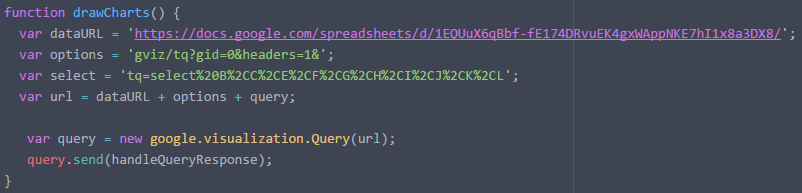 function drawCharts() {
var dataURL = 'https://docs.google.com/spreadsheets/d/1EQUuX6qBbf-fE174DRvuEK4gxWAppNKE7hI1x8a3DX8/';
var options = 'gviz/tq?gid=0&headers=1&';
var select = 'tq=select%20B%2CC%2CE%2CF%2CG%2CH%2CI%2CJ%2CK%2CL';
var url = dataURL + options + query;
var query = new google.visualization.Query(url);
query.send(handleQueryResponse);
}